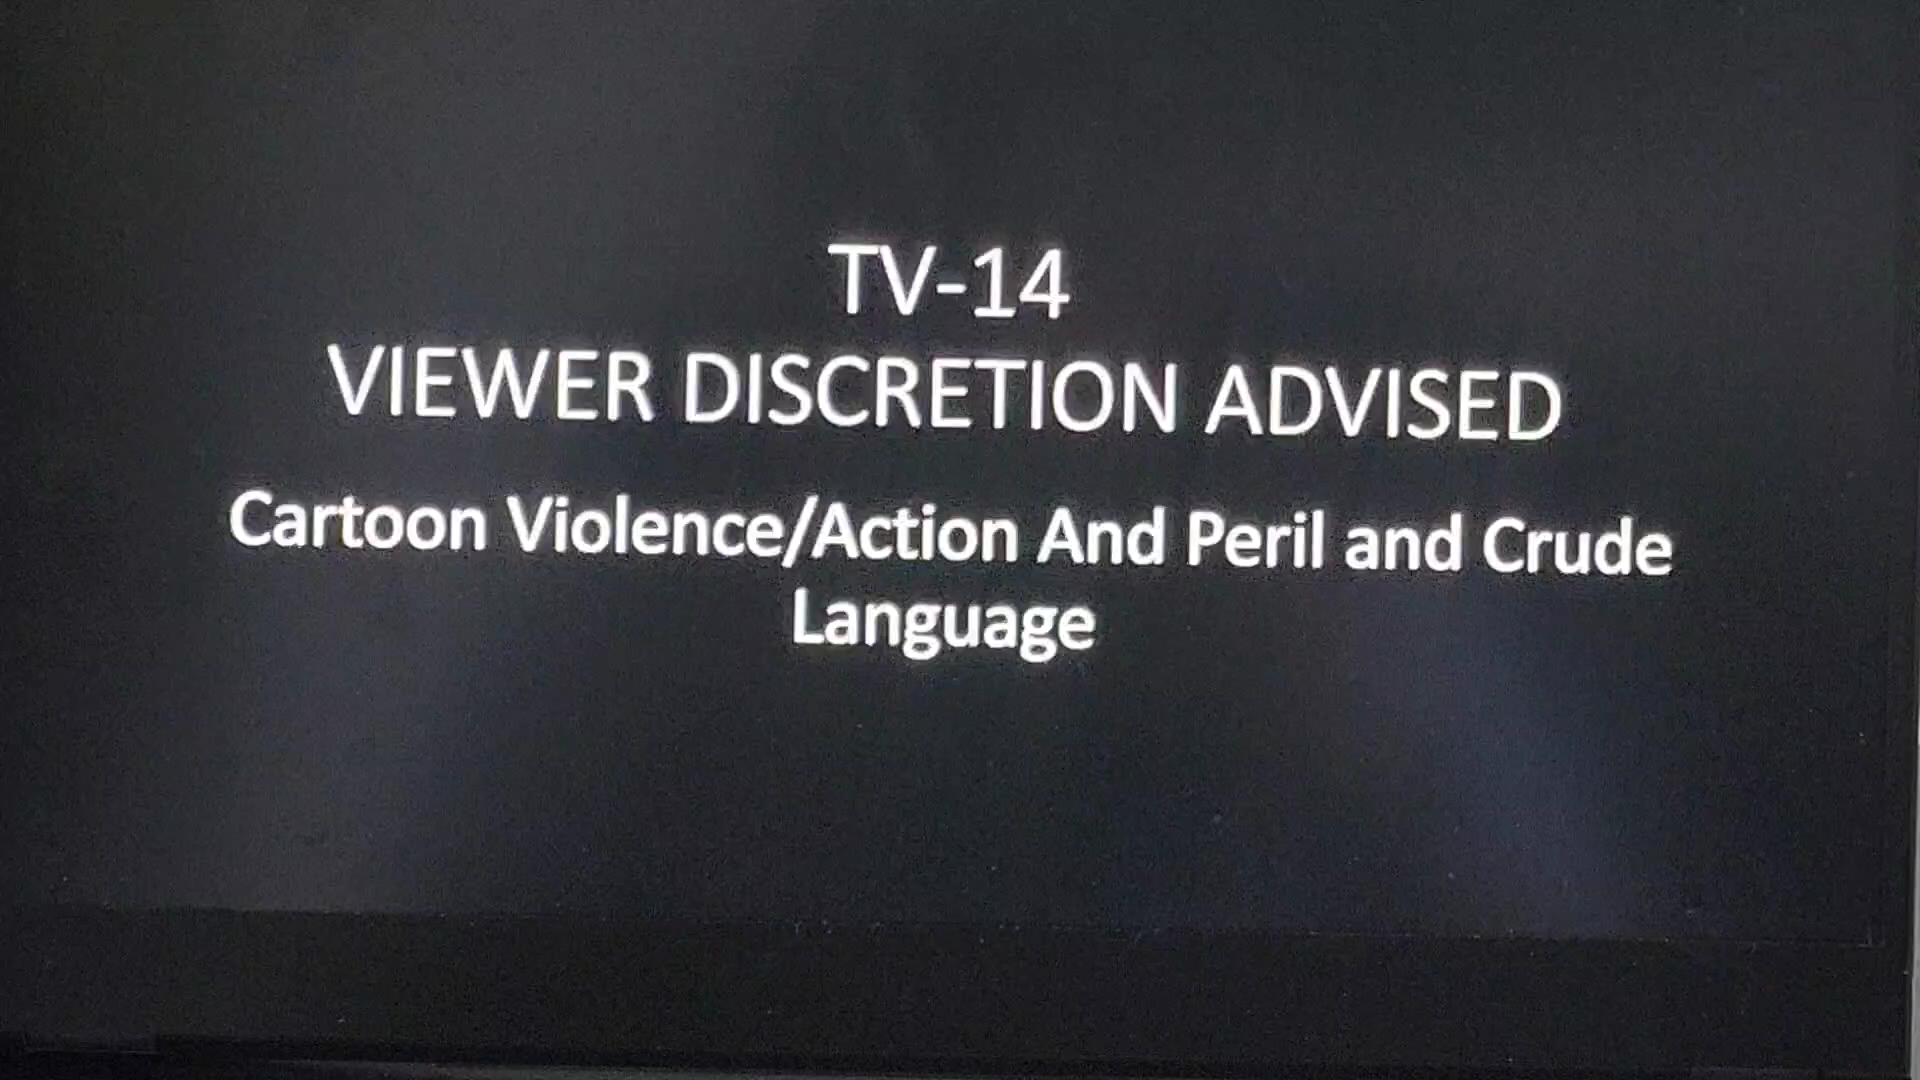 TV-14
VIEWER DISCRETION ADVISED
Cartoon Violence/Action And Peril and Crude
Language